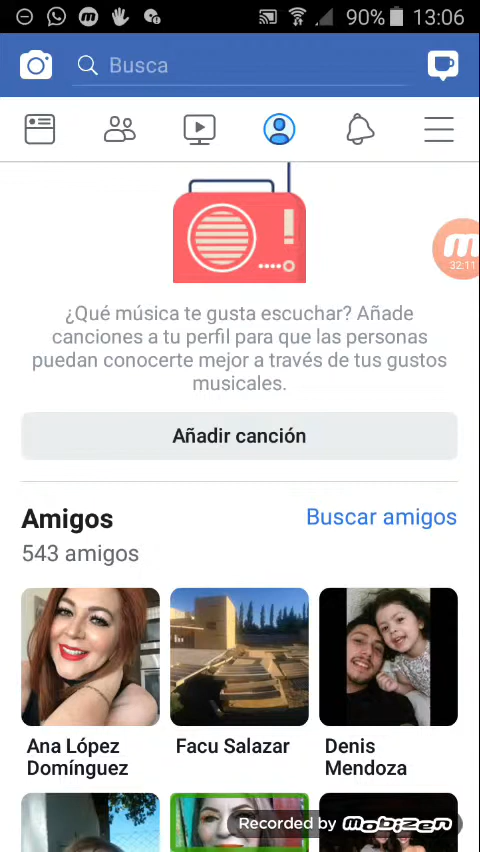 90% 13:06
Busca
32:11
¿Qué música te gusta escuchar? Añade
canciones a tu perfil para que las personas
puedan conocerte mejor a través de tus gustos
musicales.
Añadir canción
Amigos
Buscar amigos
543 amigos
Ana López
Domínguez
Facu Salazar
Denis
Mendoza
Recorded by mobizen